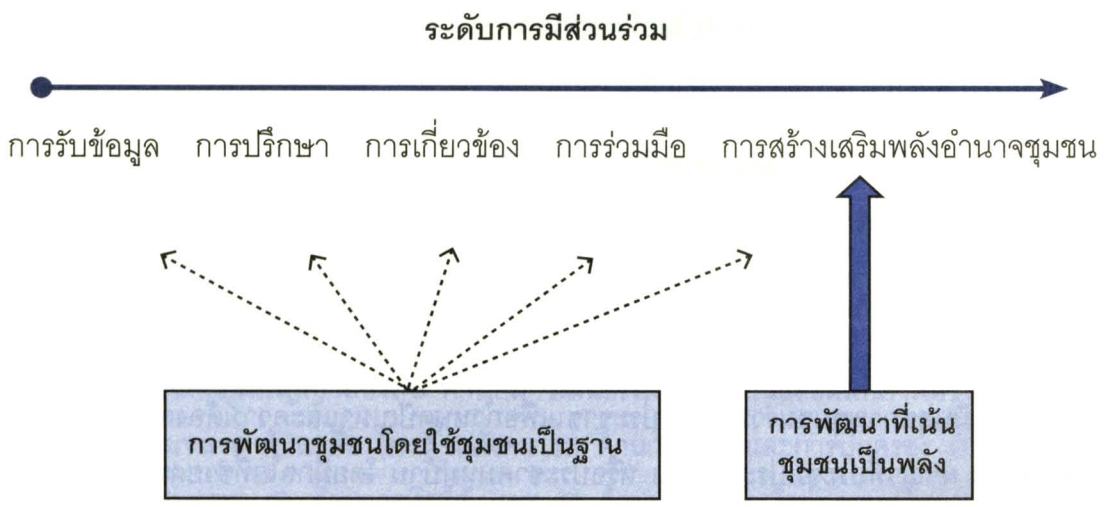 ระดับการมีส่วนร่วม
การรับข้อมูล การปรึกษา การเกี่ยวข้อง การร่วมมือ การสร้างเสริมพลังอำนาจชุมชน
การพัฒนาชุมชนโดยใช้ชุมชนเป็นฐาน
การพัฒนาที่เน้น
ชุมชนเป็นพลัง